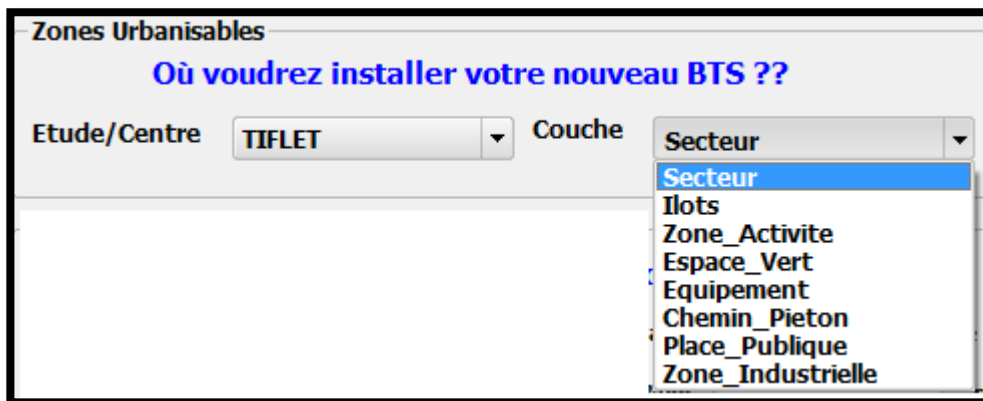 Zones Urbanisables
Où voudrez installer votre nouveau BTS ??
Etude/Centre TIFLET Couche Secteur
Secteur
Ilots
Zone_Activite
Espace_Vert
Equipement
Chemin_Pieton
Place_Publique
Zone_Industrielle